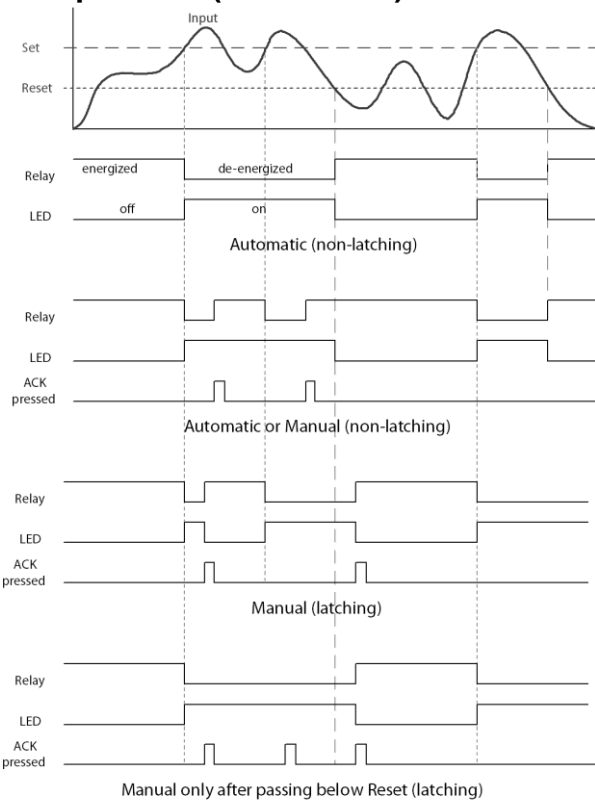 Input
Set
Reset
energized
de-energized
Relay
off
on
LED
Automatic (non-latching)
Relay
LED
ACK
pressed
Automatic or Manual (non-latching)
Relay
LED
ACK
pressed
Manual (latching)
Relay
LED
ACK
pressed
Manual only after passing below Reset (latching)